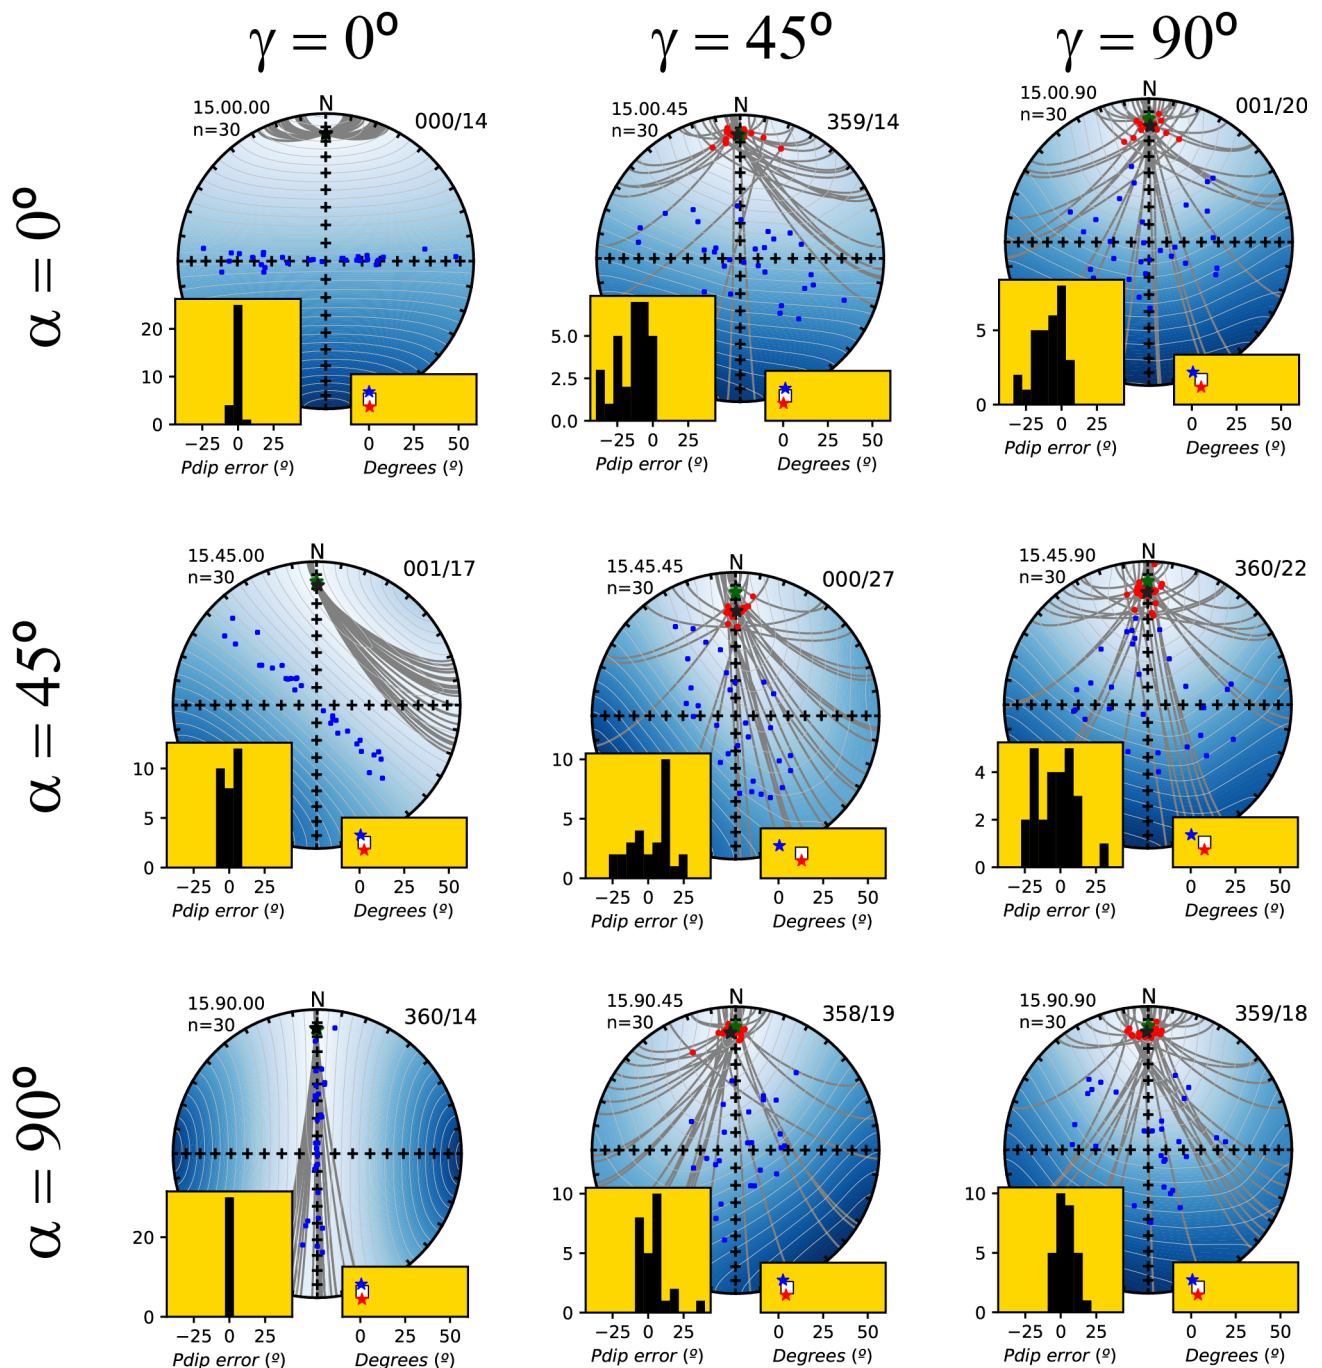 γ = 0º γ = 45º γ = 90º
α = 0º
15.00.00
n=30
N
000/14
20
10
0
−25 0 25
Pdip error (º)
0 25 50
Degrees (º)
15.00.45
n=30
N
359/14
5.0
2.5
0.0
−25 0 25
Pdip error (º)
0 25 50
Degrees (º)
15.00.90
n=30
N
001/20
5
0
−25 0 25
Pdip error (º)
0 25 50
Degrees (º)
α = 45º
15.45.00
n=30
N
001/17
10
5
0
−25 0 25
Pdip error (º)
0 25 50
Degrees (º)
15.45.45
n=30
N
000/27
10
5
0
−25 0 25
Pdip error (º)
0 25 50
Degrees (º)
15.45.90
n=30
N
360/22
4
2
0
−25 0 25
Pdip error (º)
0 25 50
Degrees (º)
α = 90º
15.90.00
n=30
N
360/14
20
0
−25 0 25
Pdip error (º)
0 25 50
Degrees (º)
15.90.45
n=30
N
358/19
10
5
0
−25 0 25
Pdip error (º)
0 25 50
Degrees (º)
15.90.90
n=30
N
359/18
10
5
0
−25 0 25
Pdip error (º)
0 25 50
Degrees (º)